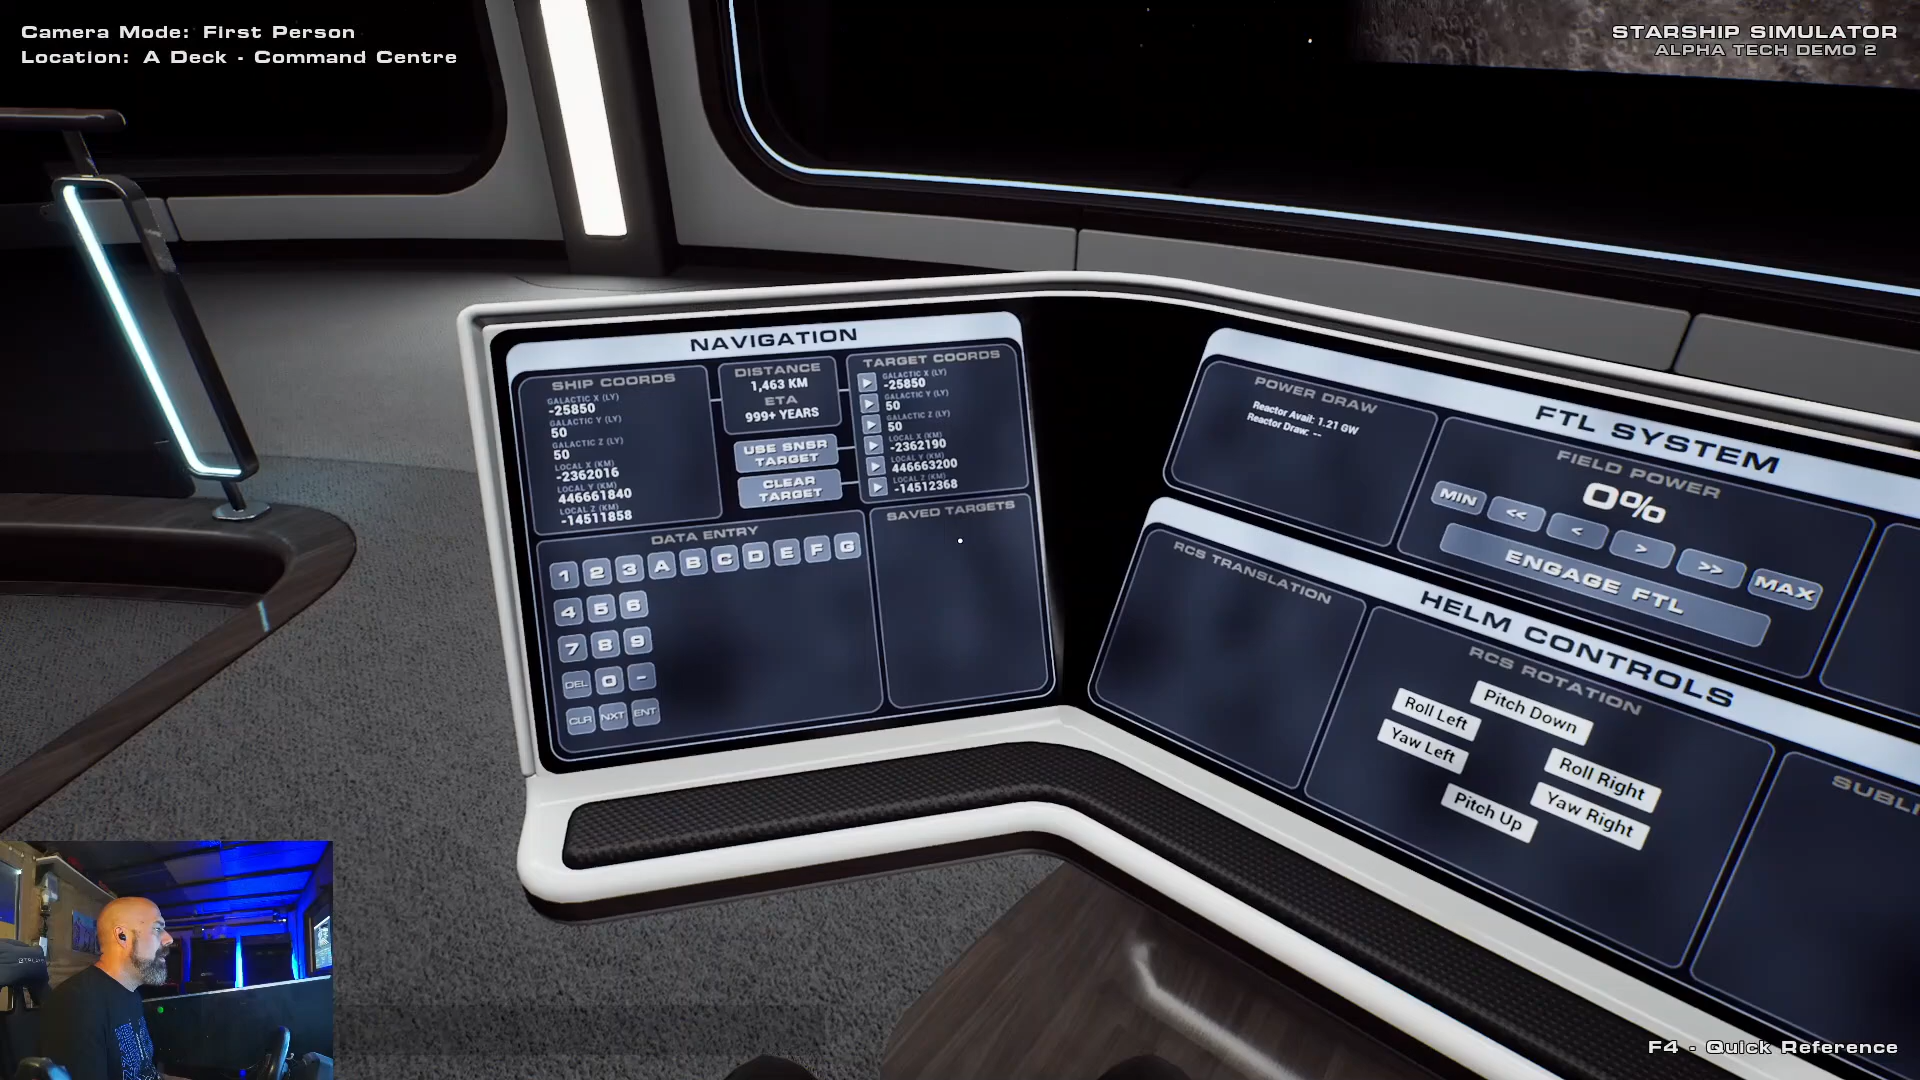 Camera Mode: First Person
Location: A Deck - Command Centre
STARSHIP SIMULATOR
ALPHA TECH DEMO 2
NAVIGATION
SHIP COORDS
GALACTIC X (LY)
-25850
GALACTIC Y (LY)
50
GALACTIC Z (LY)
50
LOCAL X (KM)
-2362016
LOCAL Y (KM)
446661840
LOCAL Z (KM)
-14511858
DISTANCE
1,463 KM
ETA
999+ YEARS
USE SNSR
TARGET
CLEAR
TARGET
TARGET COORDS
GALACTIC X (LY)
-25850
GALACTIC Y (LY)
50
GALACTIC Z (LY)
50
LOCAL X (KM)
-2362190
LOCAL Y (KM)
446663200
LOCAL Z (KM)
-14512368
DATA ENTRY
1 2 3 A B C D E F G
4 5 6
7 8 9
DEL 0 -
CLR NXT ENT
SAVED TARGETS
FTL SYSTEM
POWER DRAW
Reactor Avail: 1.21 GW
Reactor Draw: --
FIELD POWER
0%
MIN << < > >> MAX
ENGAGE FTL
HELM CONTROLS
RCS TRANSLATION
RCS ROTATION
Pitch Down
Roll Left
Yaw Left
Roll Right
Yaw Right
Pitch Up
F4 - Quick Reference